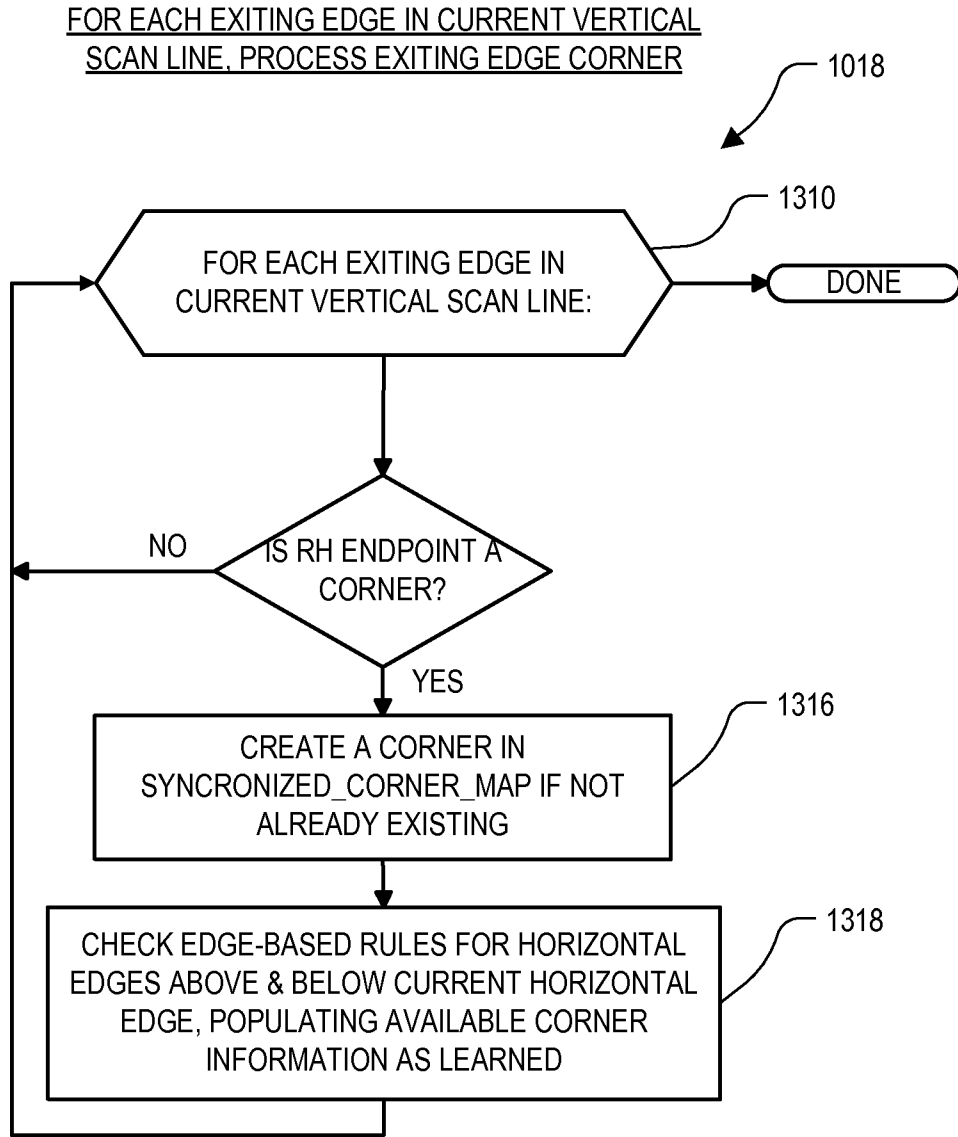 FOR EACH EXITING EDGE IN CURRENT VERTICAL
SCAN LINE, PROCESS EXITING EDGE CORNER
1018
1310
FOR EACH EXITING EDGE IN
CURRENT VERTICAL SCAN LINE:
DONE
NO
IS RH ENDPOINT A
CORNER?
YES
1316
CREATE A CORNER IN
SYNCRONIZED_CORNER_MAP IF NOT
ALREADY EXISTING
1318
CHECK EDGE-BASED RULES FOR HORIZONTAL
EDGES ABOVE & BELOW CURRENT HORIZONTAL
EDGE, POPULATING AVAILABLE CORNER
INFORMATION AS LEARNED